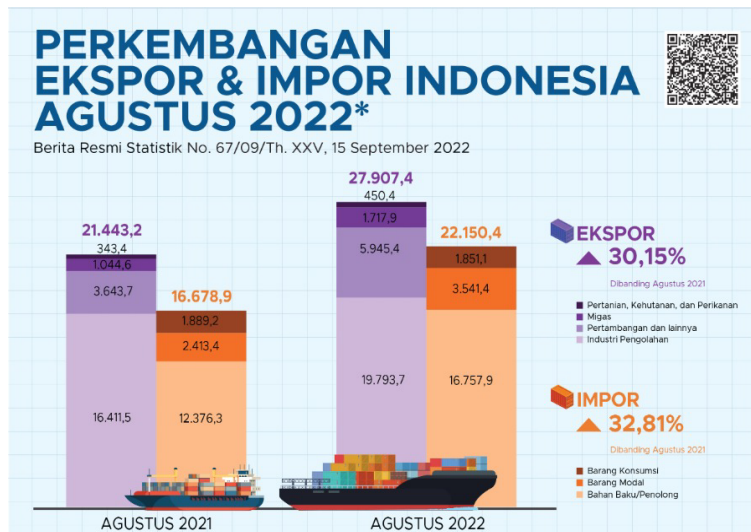 PERKEMBANGAN
EKSPOR & IMPOR INDONESIA
AGUSTUS 2022*
Berita Resmi Statistik No. 67/09/Th. XXV, 15 September 2022
21.443,2
343,4
1.044,6
3.643,7
16.411,5
16.678,9
1.889,2
2.413,4
12.376,3
AGUSTUS 2021
27.907,4
450,4
1.717,9
5.945,4
19.793,7
22.150,4
1.851,1
3.541,4
16.757,9
AGUSTUS 2022
EKSPOR
30,15%
Dibanding Agustus 2021
Pertanian, Kehutanan, dan Perikanan
Migas
Pertambangan dan lainnya
Industri Pengolahan
IMPOR
32,81%
Dibanding Agustus 2021
Barang Konsumsi
Barang Modal
Bahan Baku/Penolong